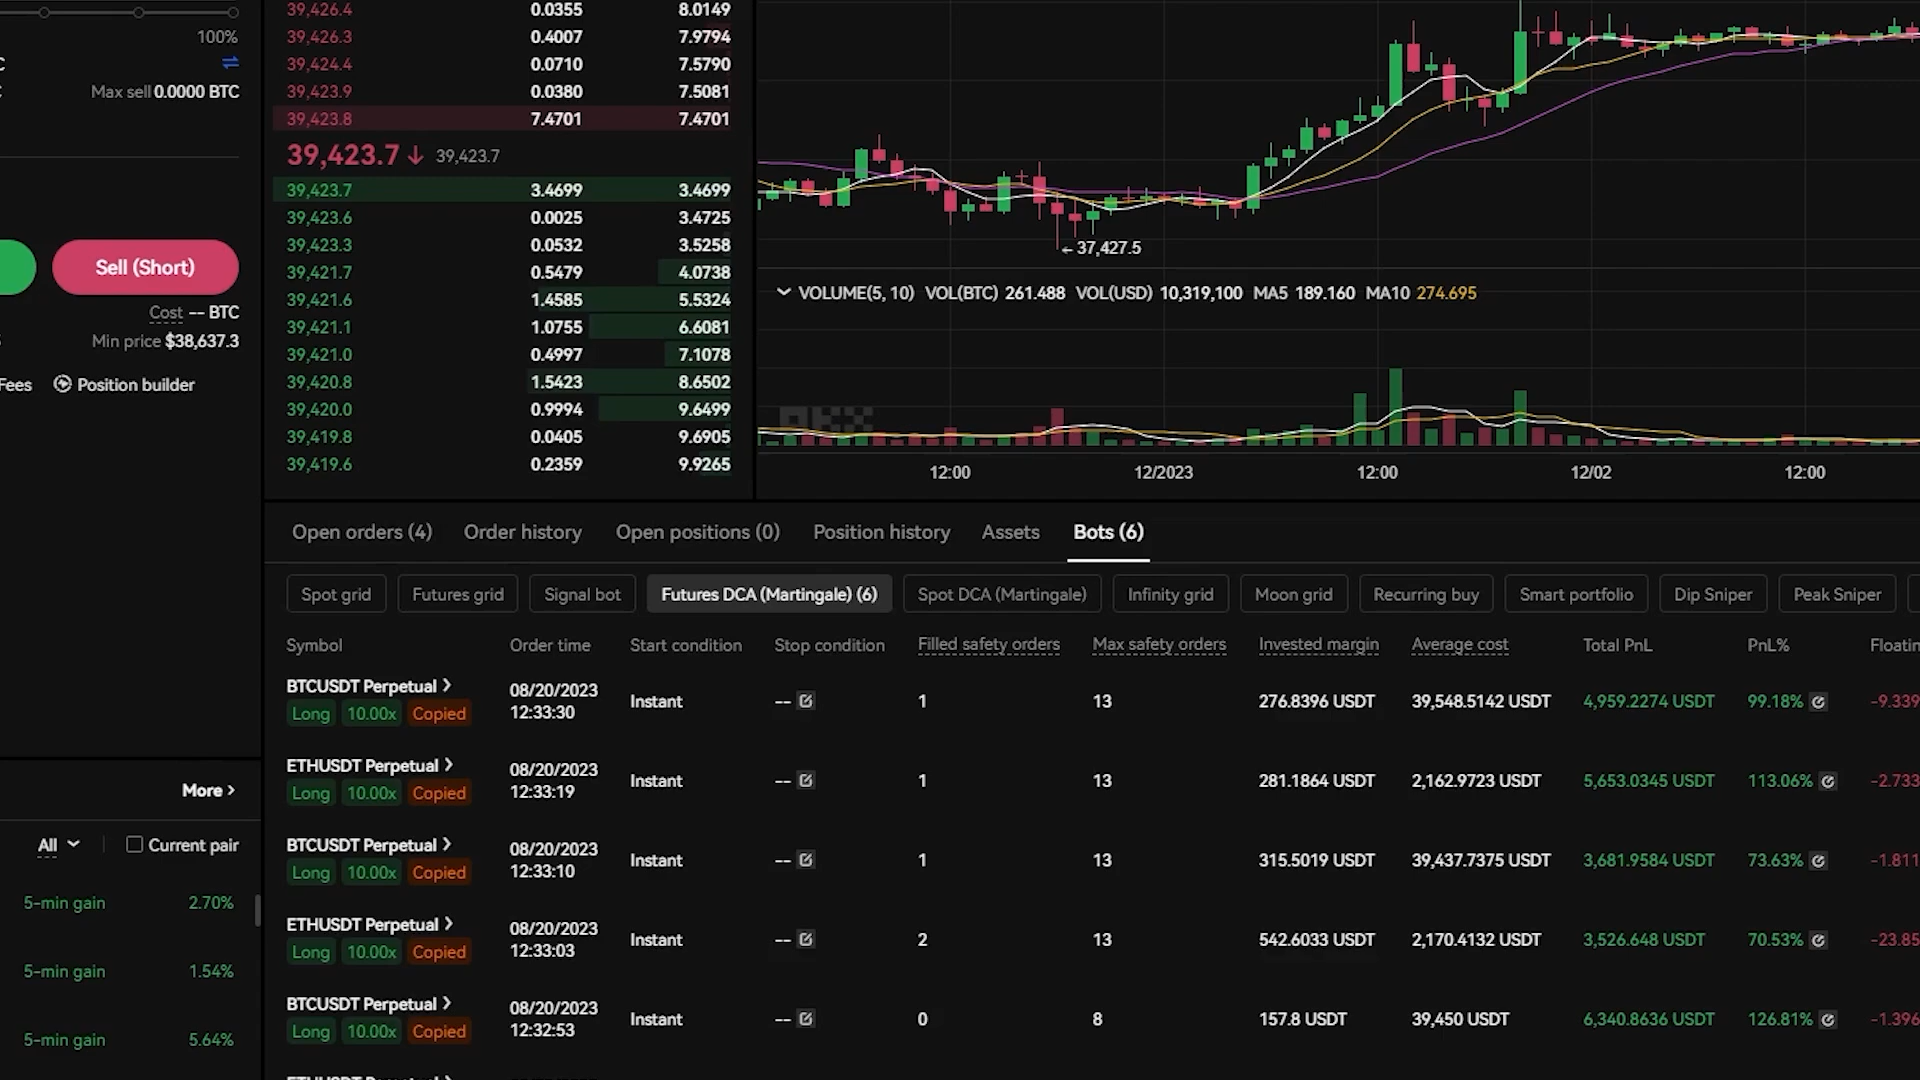 100%
Max sell 0.0000 BTC
Sell (Short)
Cost -- BTC
Min price $38,637.3
Fees
Position builder
More >
All
Current pair
5-min gain 2.70%
5-min gain 1.54%
5-min gain 5.64%
39,426.4 0.0355 8.0149
39,426.3 0.4007 7.9794
39,424.4 0.0710 7.5790
39,423.9 0.0380 7.5081
39,423.8 7.4701 7.4701
39,423.7↓ 39,423.7
39,423.7 3.4699 3.4699
39,423.6 0.0025 3.4725
39,423.3 0.0532 3.5258
39,421.7 0.5479 4.0738
39,421.6 1.4585 5.5324
39,421.1 1.0755 6.6081
39,421.0 0.4997 7.1078
39,420.8 1.5423 8.6502
39,420.0 0.9994 9.6499
39,419.8 0.0405 9.6905
39,419.6 0.2359 9.9265
←37,427.5
VOLUME(5, 10) VOL(BTC) 261.488 VOL(USD) 10,319,100 MA5 189.160 MA10 274.695
12:00 12/2023 12:00 12/02 12:00
Open orders (4) Order history Open positions (0) Position history Assets Bots (6)
Spot grid Futures grid Signal bot Futures DCA (Martingale) (6) Spot DCA (Martingale) Infinity grid Moon grid Recurring buy Smart portfolio Dip Sniper Peak Sniper
Symbol Order time Start condition Stop condition Filled safety orders Max safety orders Invested margin Average cost Total PnL PnL%
BTCUSDT Perpetual >
Long 10.00x Copied
08/20/2023
12:33:30
Instant -- 1 13 276.8396 USDT 39,548.5142 USDT 4,959.2274 USDT 99.18% -9.339
ETHUSDT Perpetual >
Long 10.00x Copied
08/20/2023
12:33:19
Instant -- 1 13 281.1864 USDT 2,162.9723 USDT 5,653.0345 USDT 113.06% -2.733
BTCUSDT Perpetual >
Long 10.00x Copied
08/20/2023
12:33:10
Instant -- 1 13 315.5019 USDT 39,437.7375 USDT 3,681.9584 USDT 73.63% -1.811
ETHUSDT Perpetual >
Long 10.00x Copied
08/20/2023
12:33:03
Instant -- 2 13 542.6033 USDT 2,170.4132 USDT 3,526.648 USDT 70.53% -23.85
BTCUSDT Perpetual >
Long 10.00x Copied
08/20/2023
12:32:53
Instant -- 0 8 157.8 USDT 39,450 USDT 6,340.8636 USDT 126.81% -1.396